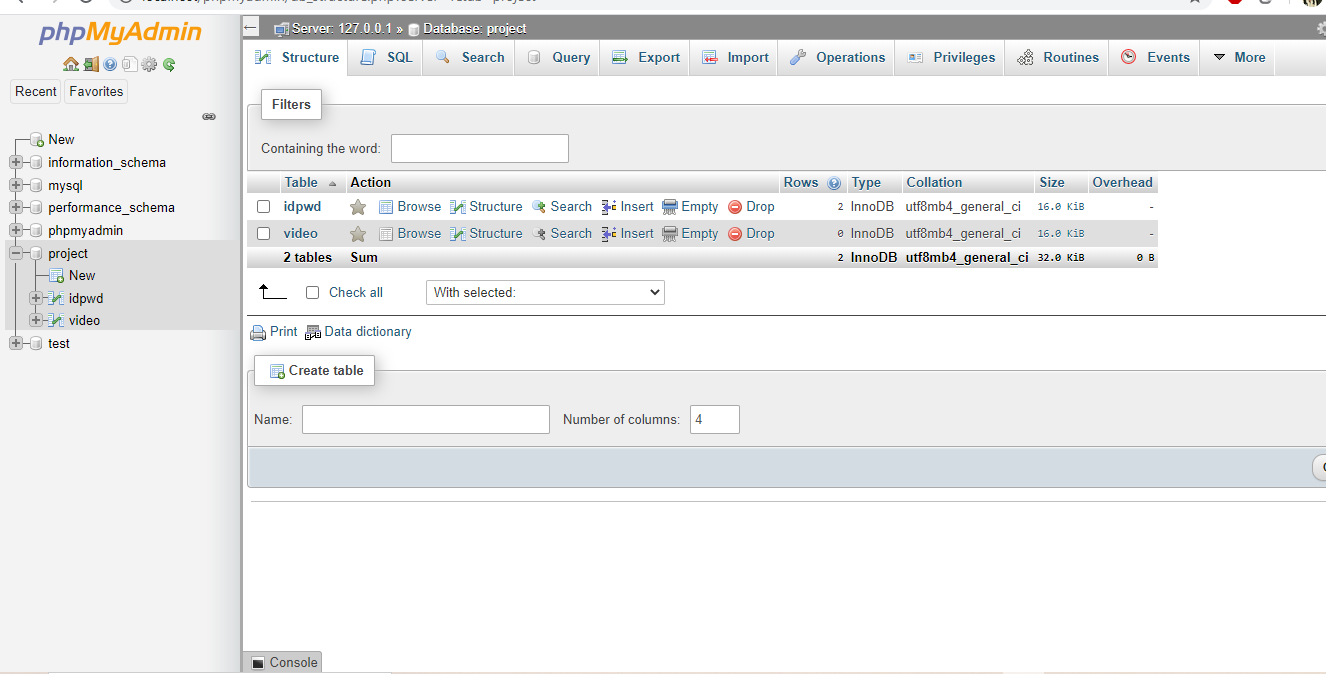 phpMyAdmin
Recent
Favorites
New
information_schema
mysql
performance_schema
phpmyadmin
project
New
idpwd
video
test
Server: 127.0.0.1 » Database: project
Structure SQL Search Query Export Import Operations Privileges Routines Events More
Filters
Containing the word:
Table Action Rows Type Collation Size Overhead
idpwd Browse Structure Search Insert Empty Drop 2 InnoDB utf8mb4_general_ci 16.0 KiB -
video Browse Structure Search Insert Empty Drop 0 InnoDB utf8mb4_general_ci 16.0 KiB -
2 tables Sum 2 InnoDB utf8mb4_general_ci 32.0 KiB 0 B
Check all With selected:
Print Data dictionary
Create table
Name: Number of columns: 4
Console